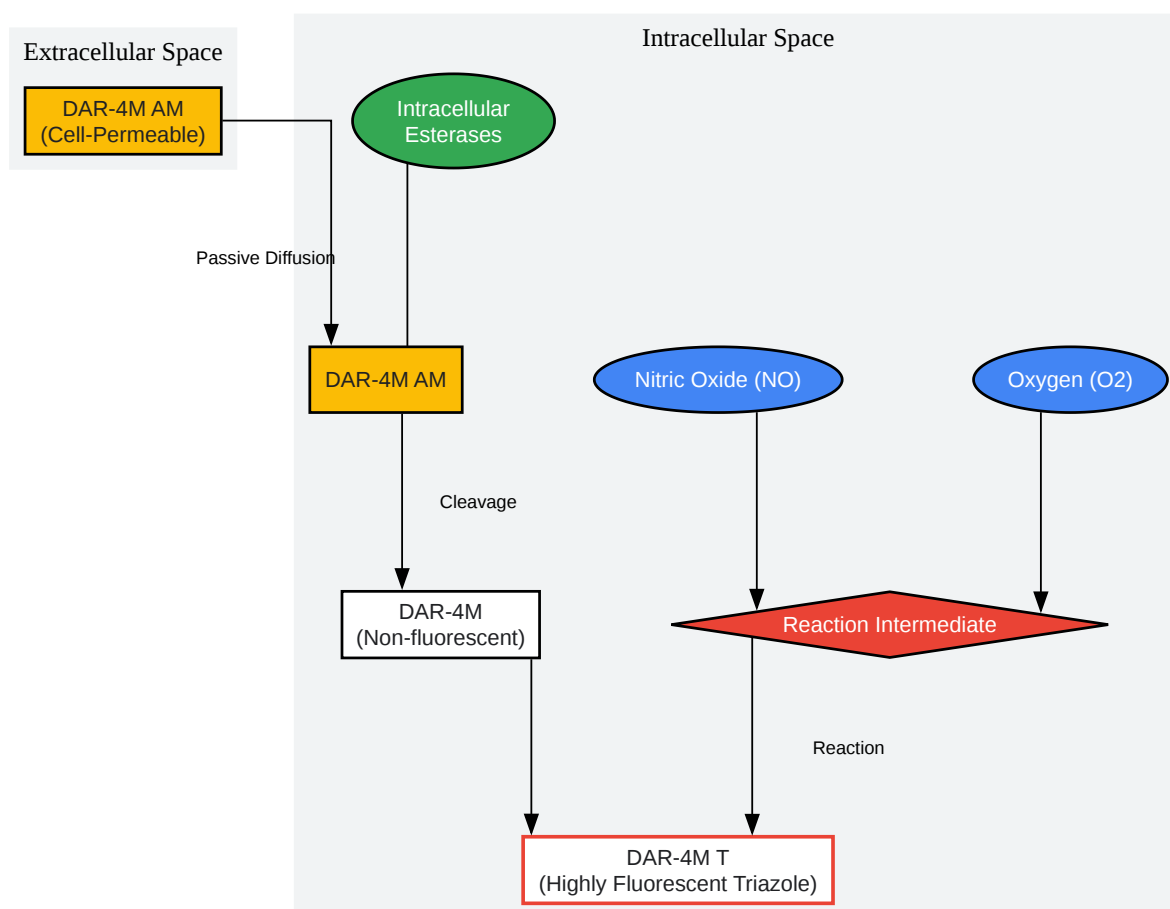 Extracellular Space
Intracellular Space
DAR-4M AM
(Cell-Permeable)
Intracellular
Esterases
Passive Diffusion
DAR-4M AM
Nitric Oxide (NO)
Oxygen (O2)
Cleavage
DAR-4M
(Non-fluorescent)
Reaction Intermediate
Reaction
DAR-4M T
(Highly Fluorescent Triazole)